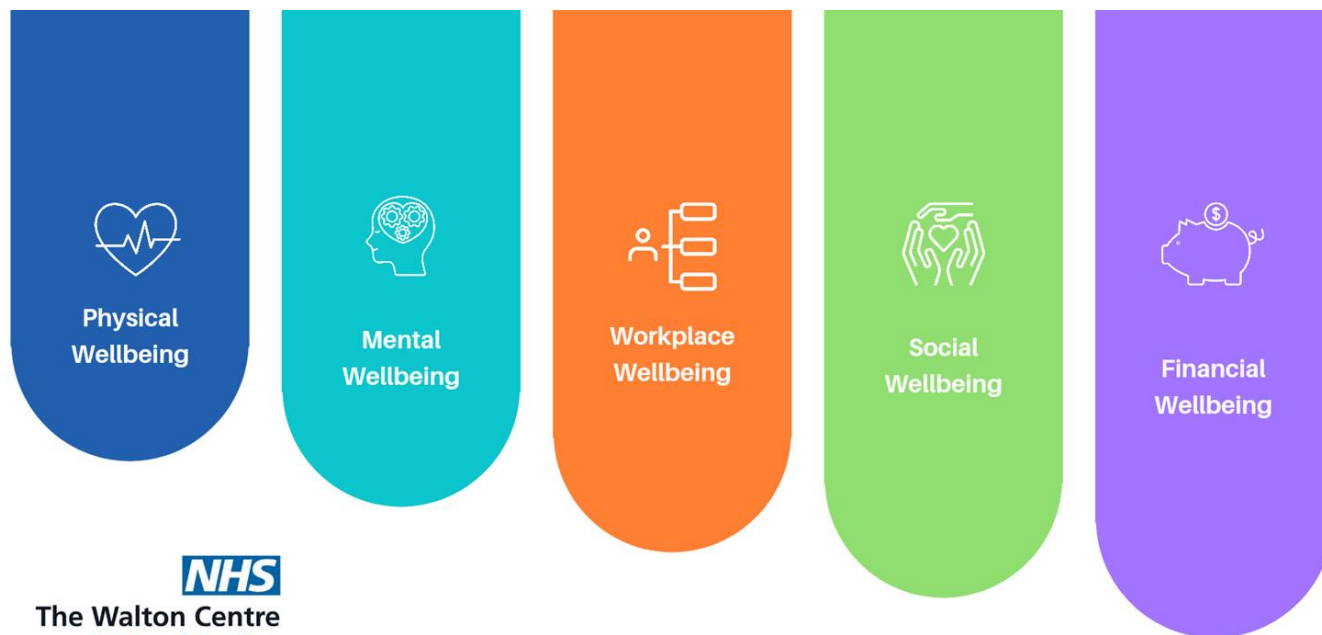 $
Physical
Wellbeing
Mental
Wellbeing
Workplace
Wellbeing
Social
Wellbeing
Financial
Wellbeing
NHS
The Walton Centre